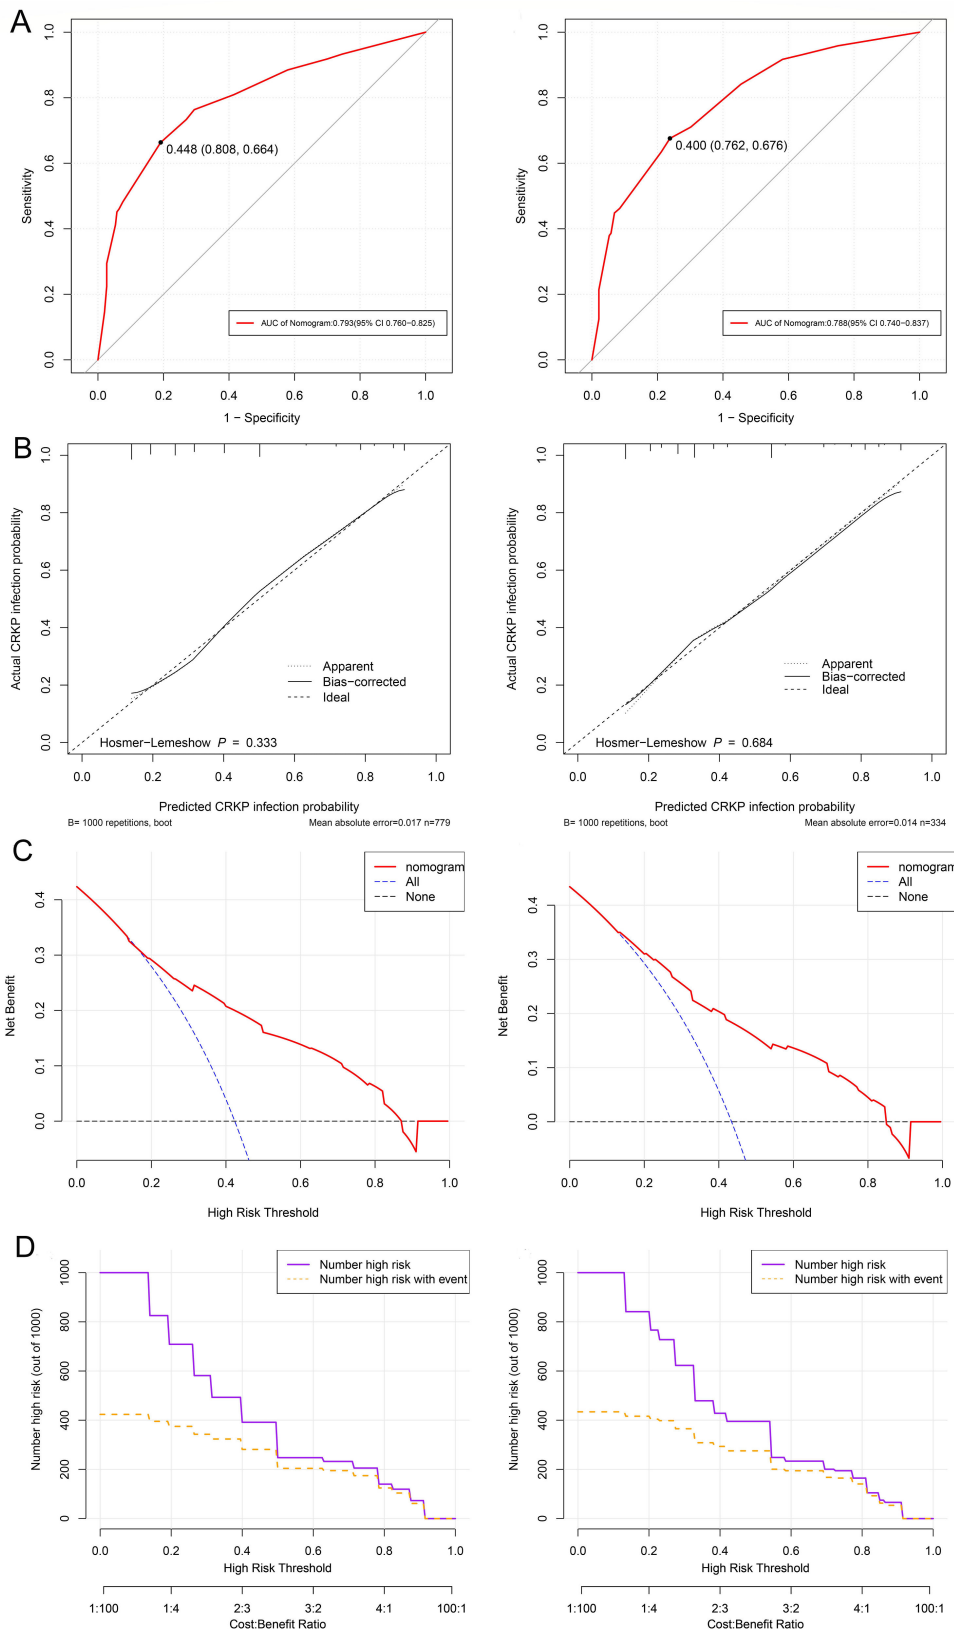 A
1.0
0.8
0.6
0.4
0.2
0.0
Sensitivity
0.448 (0.808, 0.664)
AUC of Nomogram:0.793(95% CI 0.760−0.825)
0.0 0.2 0.4 0.6 0.8 1.0
1 − Specificity
1.0
0.8
0.6
0.4
0.2
0.0
Sensitivity
0.400 (0.762, 0.676)
AUC of Nomogram:0.788(95% CI 0.740−0.837)
0.0 0.2 0.4 0.6 0.8 1.0
1 − Specificity
B
1.0
0.8
0.6
0.4
0.2
0.0
Actual CRKP infection probability
Apparent
Bias−corrected
Ideal
Hosmer-Lemeshow P = 0.333
0.0 0.2 0.4 0.6 0.8 1.0
Predicted CRKP infection probability
B= 1000 repetitions, boot
Mean absolute error=0.017 n=779
1.0
0.8
0.6
0.4
0.2
0.0
Actual CRKP infection probability
Apparent
Bias−corrected
Ideal
Hosmer-Lemeshow P = 0.684
0.0 0.2 0.4 0.6 0.8 1.0
Predicted CRKP infection probability
B= 1000 repetitions, boot
Mean absolute error=0.014 n=334
C
nomogram
All
None
0.4
0.3
0.2
0.1
0.0
Net Benefit
0.0 0.2 0.4 0.6 0.8 1.0
High Risk Threshold
nomogram
All
None
0.4
0.3
0.2
0.1
0.0
Net Benefit
0.0 0.2 0.4 0.6 0.8 1.0
High Risk Threshold
D
Number high risk
Number high risk with event
1000
800
600
400
200
0
Number high risk (out of 1000)
0.0 0.2 0.4 0.6 0.8 1.0
High Risk Threshold
1:100 1:4 2:3 3:2 4:1 100:1
Cost:Benefit Ratio
Number high risk
Number high risk with event
1000
800
600
400
200
0
Number high risk (out of 1000)
0.0 0.2 0.4 0.6 0.8 1.0
High Risk Threshold
1:100 1:4 2:3 3:2 4:1 100:1
Cost:Benefit Ratio